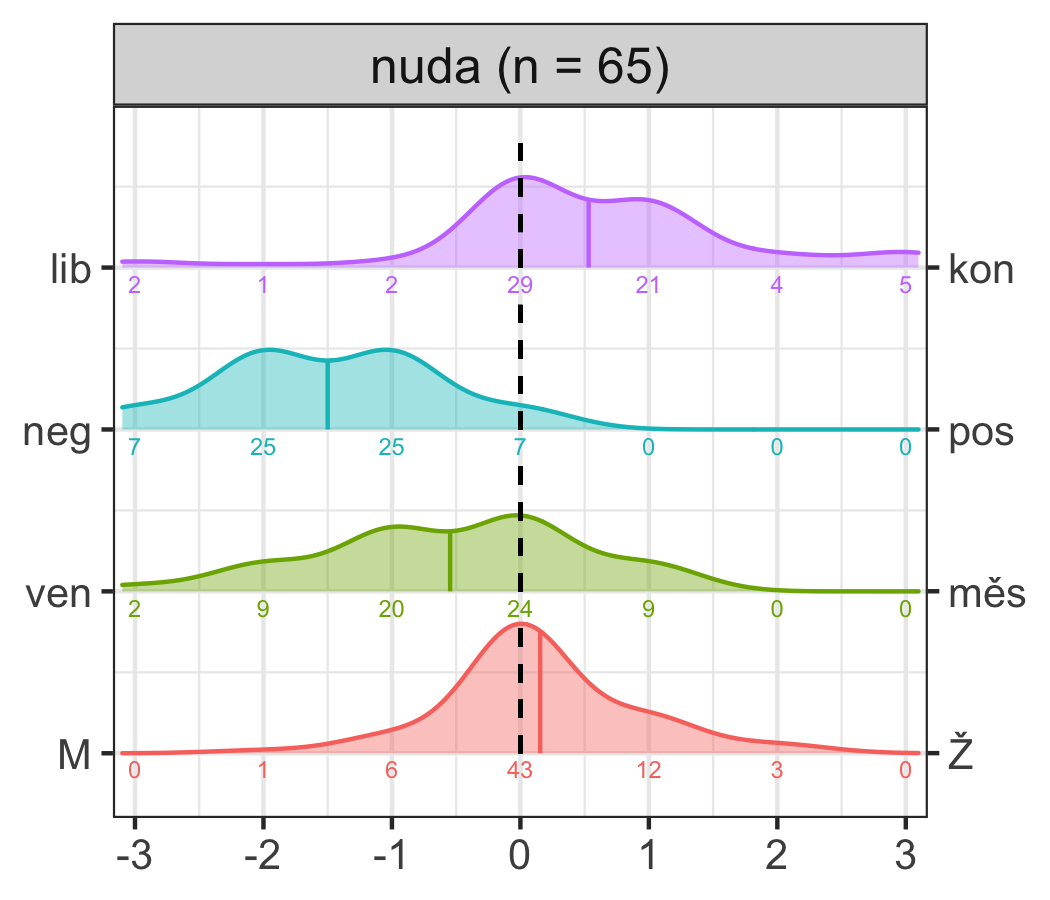 nuda (n = 65)
lib kon
2 1 2 29 21 4 5
neg pos
7 25 25 7 0 0 0
ven měs
2 9 20 24 9 0 0
M Ž
0 1 6 43 12 3 0
-3 -2 -1 0 1 2 3